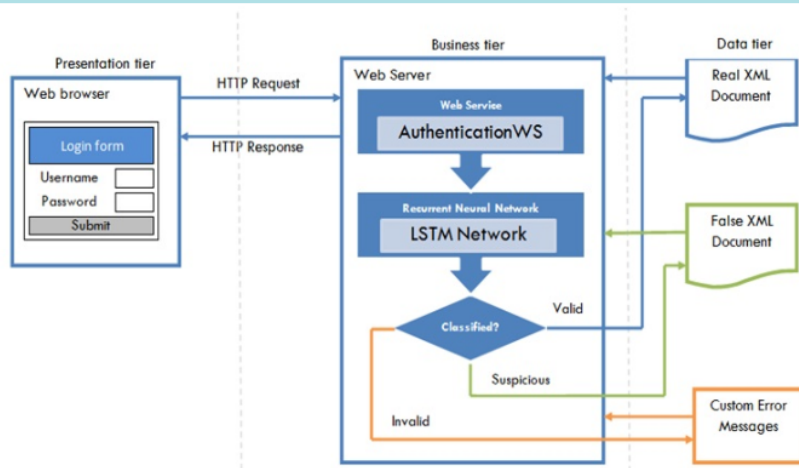 Presentation tier
Business tier
Data tier
Web browser
Login form
Username
Password
Submit
HTTP Request
HTTP Response
Web Server
Web Service
AuthenticationWS
Recurrent Neural Network
LSTM Network
Classified?
Valid
Suspicious
Invalid
Real XML
Document
False XML
Document
Custom Error
Messages